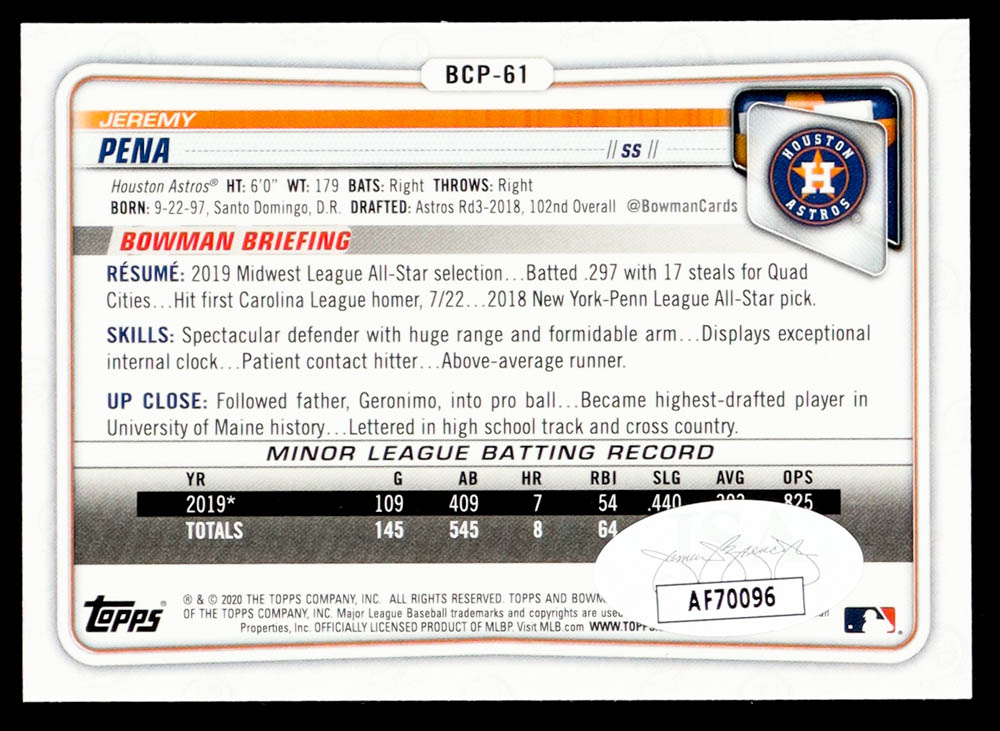 BCP-61
JEREMY
PENA // SS //
HOUSTON
H
ASTROS
Houston Astros® HT: 6'0" WT: 179 BATS: Right THROWS: Right
BORN: 9-22-97, Santo Domingo, D.R. DRAFTED: Astros Rd3-2018, 102nd Overall @BowmanCards
BOWMAN BRIEFING
RÉSUMÉ: 2019 Midwest League All-Star selection...Batted .297 with 17 steals for Quad
Cities...Hit first Carolina League homer, 7/22...2018 New York-Penn League All-Star pick.
SKILLS: Spectacular defender with huge range and formidable arm...Displays exceptional
internal clock...Patient contact hitter...Above-average runner.
UP CLOSE: Followed father, Geronimo, into pro ball...Became highest-drafted player in
University of Maine history...Lettered in high school track and cross country.
MINOR LEAGUE BATTING RECORD
YR G AB HR RBI SLG AVG OPS
2019* 109 409 7 54 .440 .303 .825
TOTALS 145 545 8 64
JSA
AF70096
TOPPS®
® & © 2020 THE TOPPS COMPANY, INC. ALL RIGHTS RESERVED. TOPPS AND BOWM
OF THE TOPPS COMPANY, INC. Major League Baseball trademarks and copyrights are use
Properties, Inc. OFFICIALLY LICENSED PRODUCT OF MLBP. Visit MLB.com WWW.TOPPS